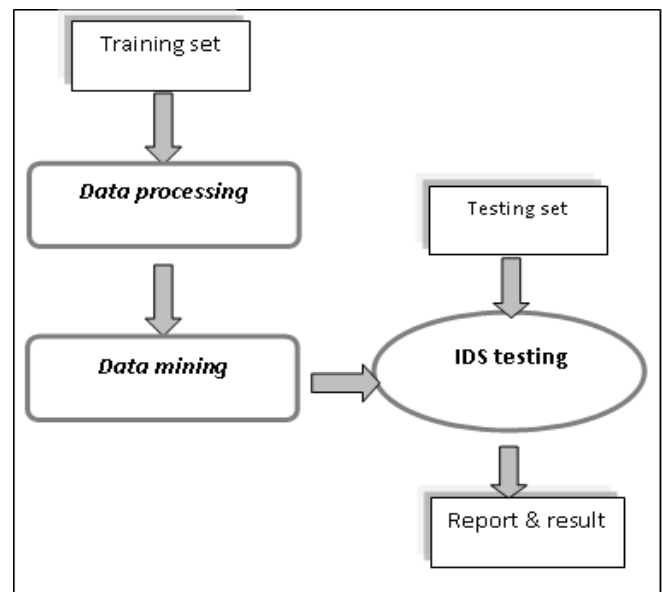 Training set
Data processing
Data mining
Testing set
IDS testing
Report & result